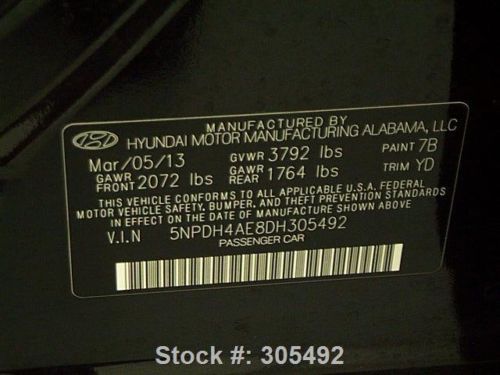 MANUFACTURED BY
HYUNDAI MOTOR MANUFACTURING ALABAMA, LLC
Mar/05/13 GVWR 3792 lbs PAINT 7B
GAWR FRONT 2072 lbs GAWR REAR 1764 lbs TRIM YD
THIS VEHICLE CONFORMS TO ALL APPLICABLE U.S.A. FEDERAL
MOTOR VEHICLE SAFETY, BUMPER, AND THEFT PREVENTION STANDARDS
IN EFFECT ON THE DATE OF MANUFACTURE SHOWN ABOVE.
V.I.N 5NPDH4AE8DH305492
PASSENGER CAR
Stock #: 305492